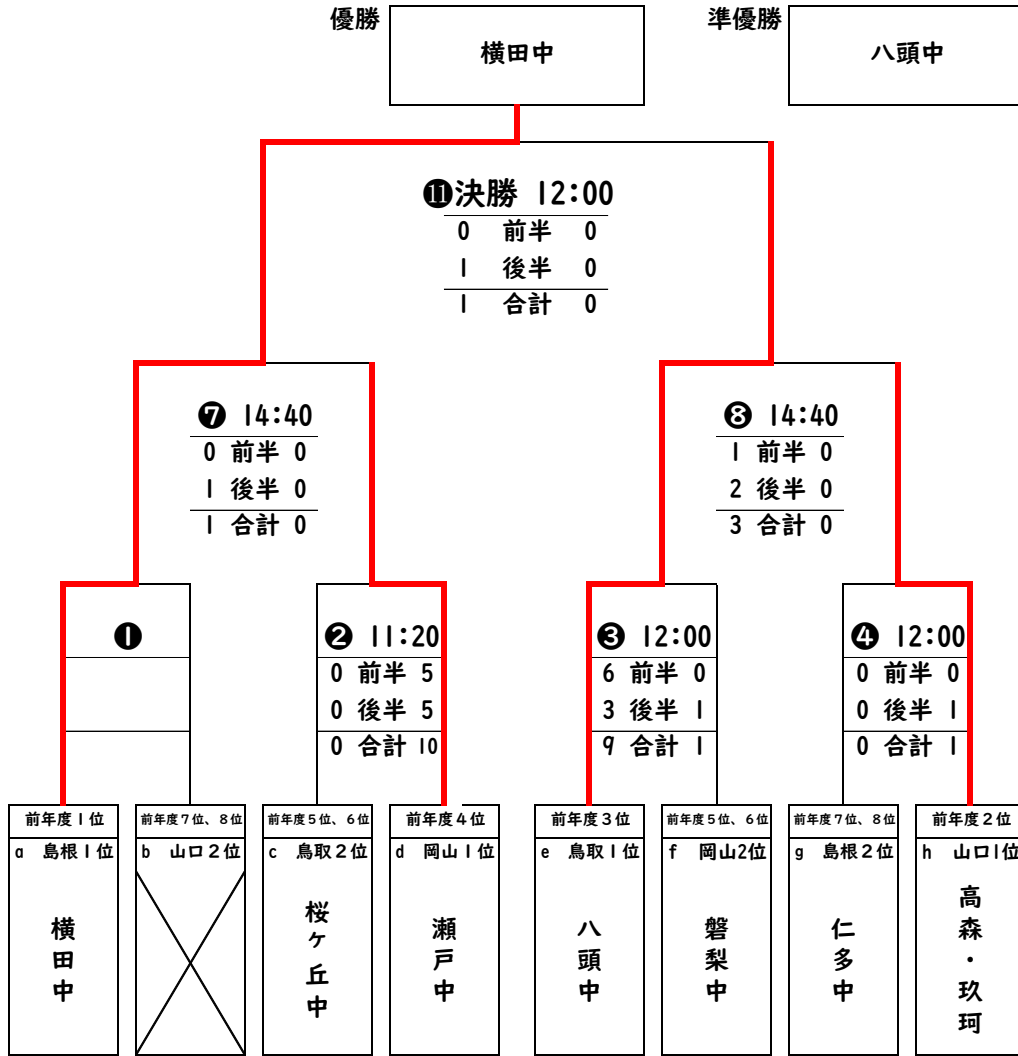 優勝
横田中
準優勝
八頭中
⓫決勝 12:00
0 前半 0
1 後半 0
1 合計 0
❼ 14:40
0 前半 0
1 後半 0
1 合計 0
❽ 14:40
1 前半 0
2 後半 0
3 合計 0
❶
❷ 11:20
0 前半 5
0 後半 5
0 合計 10
❸ 12:00
6 前半 0
3 後半 1
9 合計 1
❹ 12:00
0 前半 0
0 後半 1
0 合計 1
前年度1位
a 島根1位
横田中
前年度7位、8位
b 山口2位
前年度5位、6位
c 鳥取2位
桜ヶ丘中
前年度4位
d 岡山1位
瀬戸中
前年度3位
e 鳥取1位
八頭中
前年度5位、6位
f 岡山2位
磐梨中
前年度7位、8位
g 島根2位
仁多中
前年度2位
h 山口1位
高森・玖珂